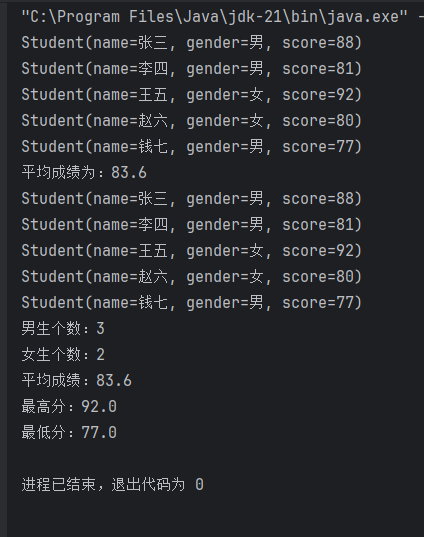 "C:\Program Files\Java\jdk-21\bin\java.exe" -
Student(name=张三, gender=男, score=88)
Student(name=李四, gender=男, score=81)
Student(name=王五, gender=女, score=92)
Student(name=赵六, gender=女, score=80)
Student(name=钱七, gender=男, score=77)
平均成绩为：83.6
Student(name=张三, gender=男, score=88)
Student(name=李四, gender=男, score=81)
Student(name=王五, gender=女, score=92)
Student(name=赵六, gender=女, score=80)
Student(name=钱七, gender=男, score=77)
男生个数：3
女生个数：2
平均成绩：83.6
最高分：92.0
最低分：77.0
进程已结束，退出代码为 0